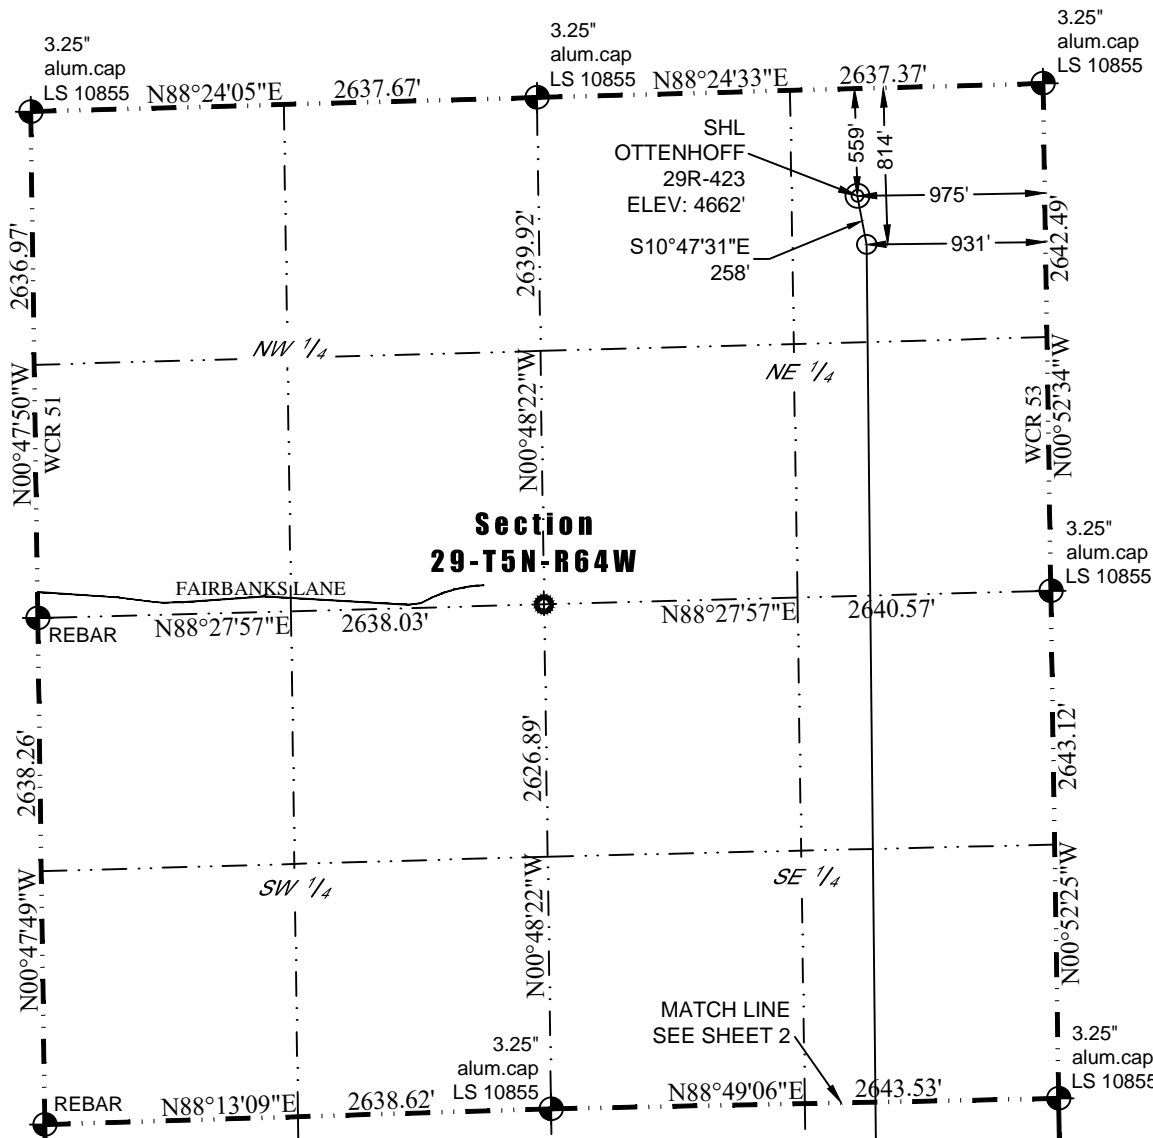 3.25"
alum.cap
LS 10855
N88°24'05"E
2637.67'
3.25"
alum.cap
LS 10855
N88°24'33"E
2637.37'
3.25"
alum.cap
LS 10855
SHL
OTTENHOFF
29R-423
ELEV: 4662'
559'
814'
975'
S10°47'31"E
258'
931'
2636.97'
2639.92'
2642.49'
NW 1/4
NE 1/4
N00°47'50"W
WCR 51
N00°48'22"W
WCR 53
N00°52'34"W
Section
29-T5N-R64W
3.25"
alum.cap
LS 10855
FAIRBANKS LANE
REBAR
N88°27'57"E
2638.03'
N88°27'57"E
2640.57'
2638.26'
2626.89'
2643.12'
SW 1/4
SE 1/4
N00°47'49"W
N00°48'22"W
N00°52'25"W
MATCH LINE
SEE SHEET 2
REBAR
N88°13'09"E
2638.62'
3.25"
alum.cap
LS 10855
N88°49'06"E
2643.53'
3.25"
alum.cap
LS 10855